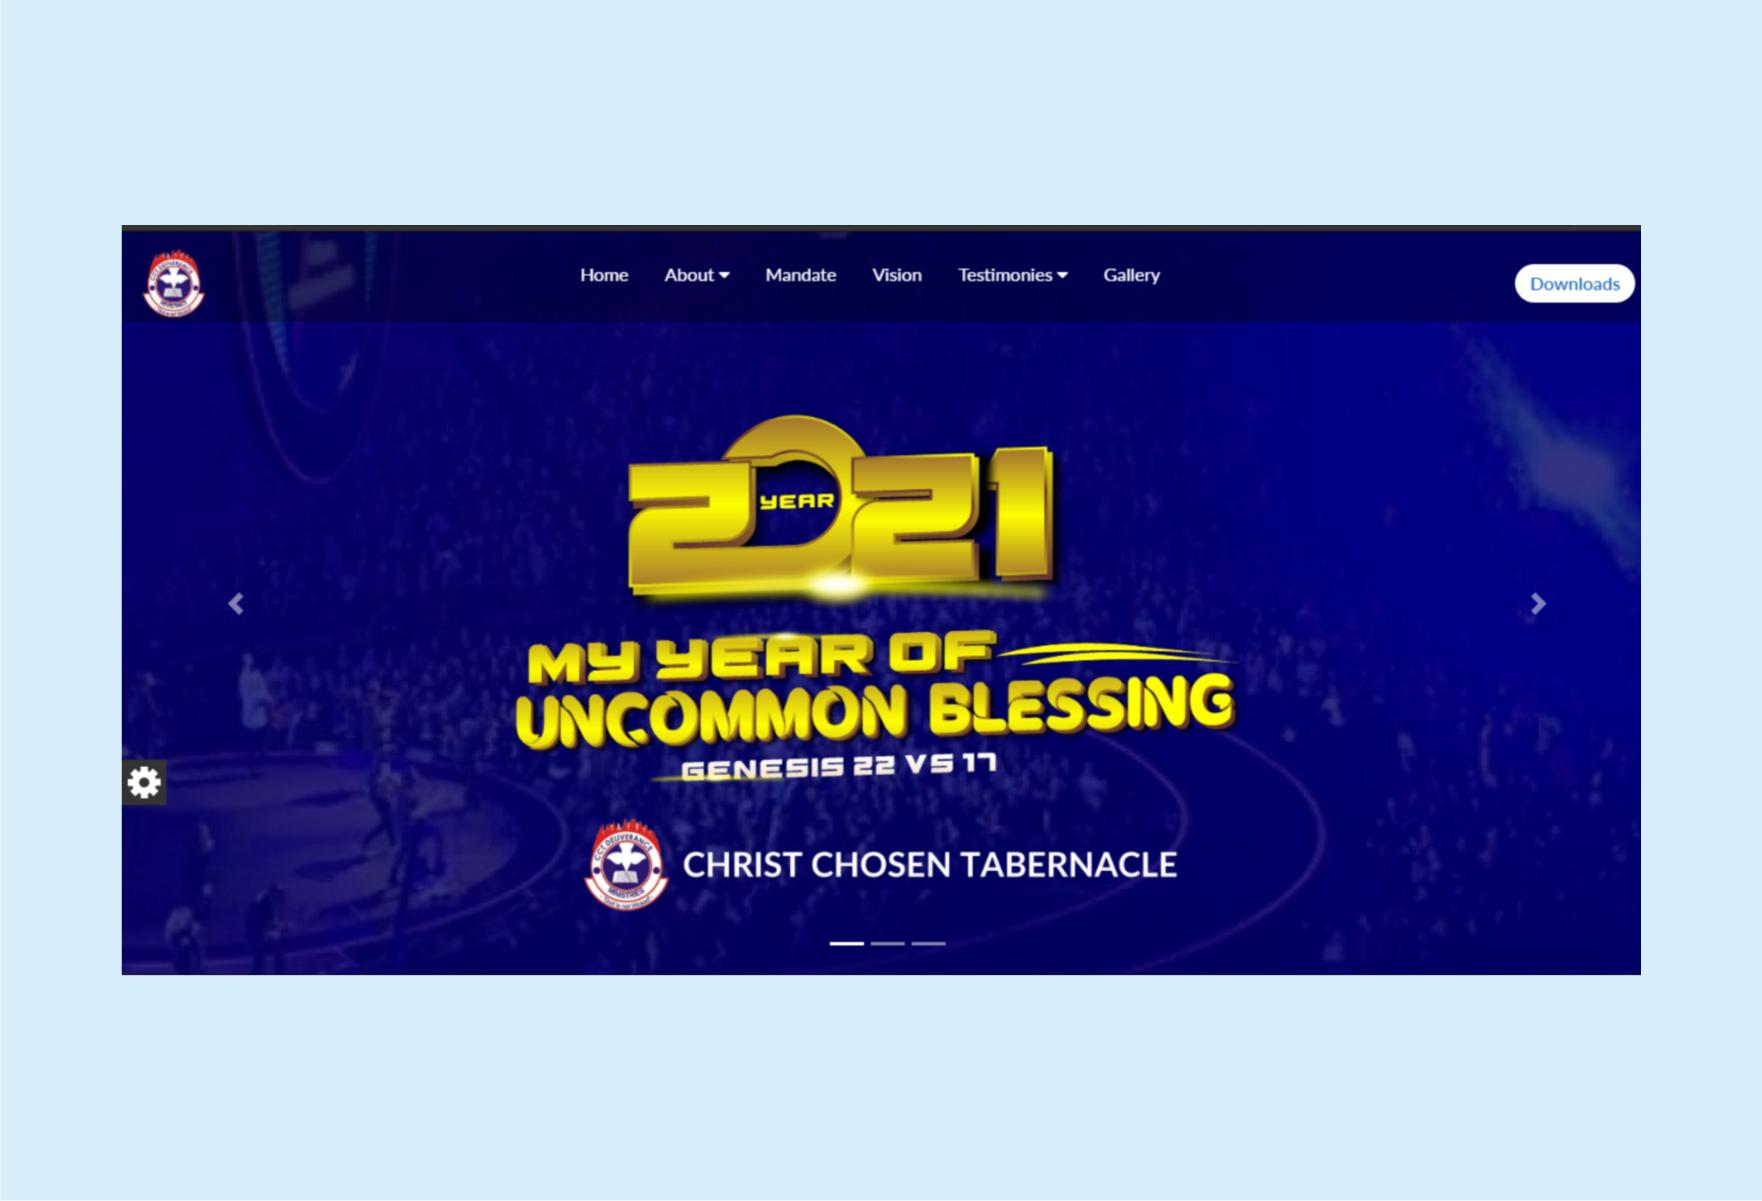 Home About Mandate Vision Testimonies Gallery Downloads
2021
YEAR
MY YEAR OF
UNCOMMON BLESSING
GENESIS 22 VS 17
CCT DELIVERANCE
MINISTRIES
CHRIST CHOSEN TABERNACLE